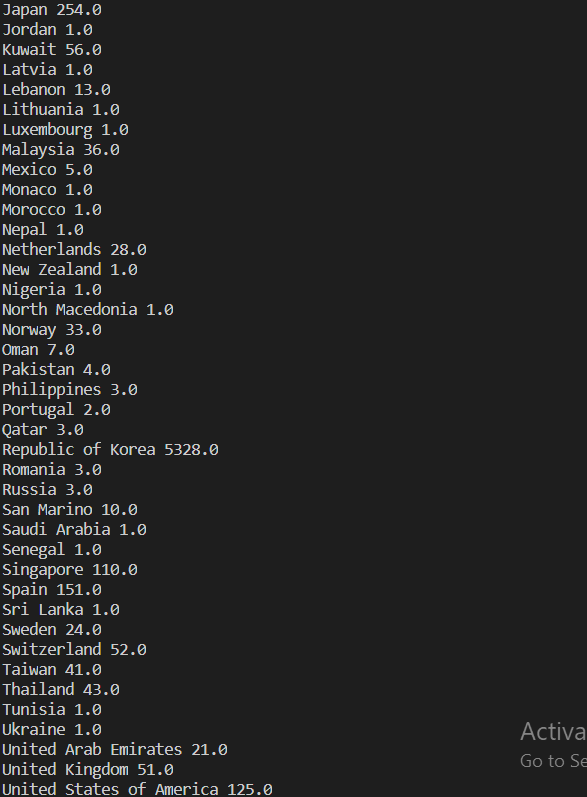 Japan 254.0
Jordan 1.0
Kuwait 56.0
Latvia 1.0
Lebanon 13.0
Lithuania 1.0
Luxembourg 1.0
Malaysia 36.0
Mexico 5.0
Monaco 1.0
Morocco 1.0
Nepal 1.0
Netherlands 28.0
New Zealand 1.0
Nigeria 1.0
North Macedonia 1.0
Norway 33.0
Oman 7.0
Pakistan 4.0
Philippines 3.0
Portugal 2.0
Qatar 3.0
Republic of Korea 5328.0
Romania 3.0
Russia 3.0
San Marino 10.0
Saudi Arabia 1.0
Senegal 1.0
Singapore 110.0
Spain 151.0
Sri Lanka 1.0
Sweden 24.0
Switzerland 52.0
Taiwan 41.0
Thailand 43.0
Tunisia 1.0
Ukraine 1.0
United Arab Emirates 21.0
United Kingdom 51.0
United States of America 125.0
Activa
Go to Se